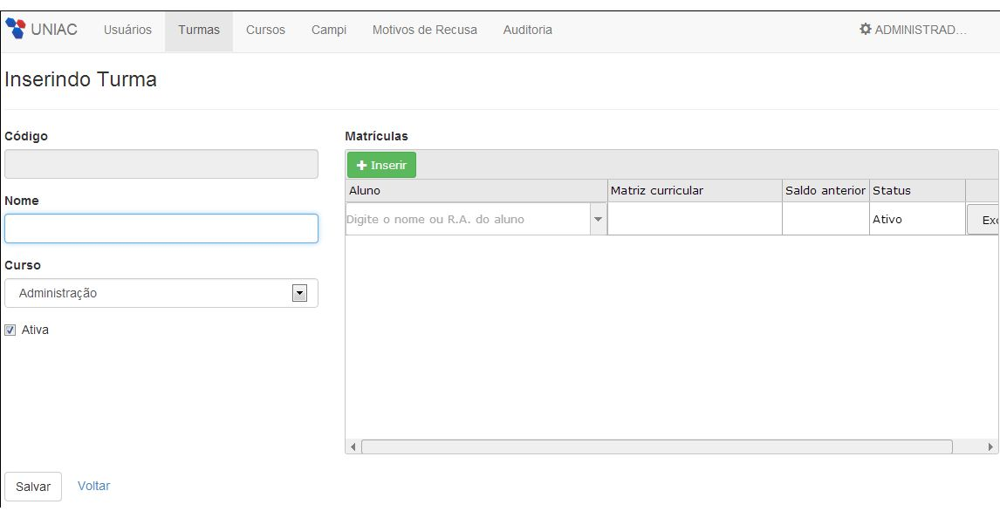 UNIAC Usuários Turmas Cursos Campi Motivos de Recusa Auditoria ADMINISTRAD...
Inserindo Turma
Código
Nome
Curso
Administração
Ativa
Matrículas
Inserir
Aluno Matriz curricular Saldo anterior Status
Digite o nome ou R.A. do aluno Ativo Exc
Salvar Voltar